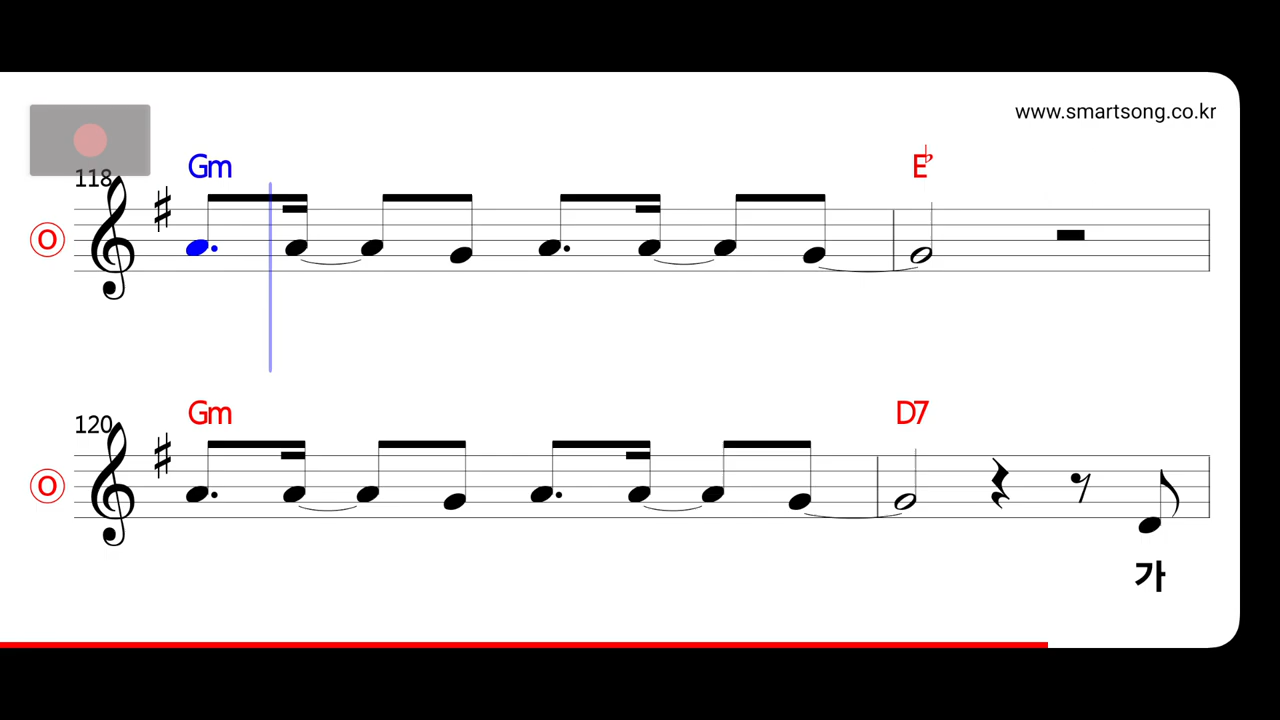 www.smartsong.co.kr
118
Gm E♭
O
120
Gm D7
O
가